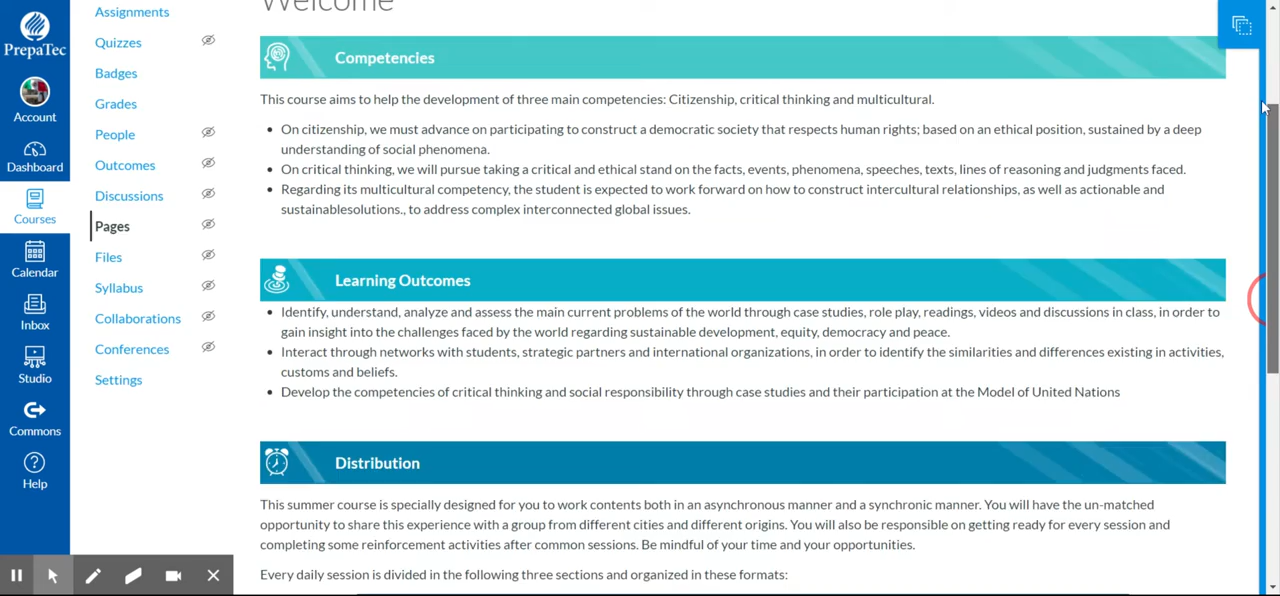 Welcome
PrepaTec
Account
Dashboard
Courses
Calendar
Inbox
Studio
Commons
Help
Assignments
Quizzes
Badges
Grades
People
Outcomes
Discussions
Pages
Files
Syllabus
Collaborations
Conferences
Settings
Competencies
This course aims to help the development of three main competencies: Citizenship, critical thinking and multicultural.
• On citizenship, we must advance on participating to construct a democratic society that respects human rights; based on an ethical position, sustained by a deep
understanding of social phenomena.
• On critical thinking, we will pursue taking a critical and ethical stand on the facts, events, phenomena, speeches, texts, lines of reasoning and judgments faced.
• Regarding its multicultural competency, the student is expected to work forward on how to construct intercultural relationships, as well as actionable and
sustainablesolutions., to address complex interconnected global issues.
Learning Outcomes
• Identify, understand, analyze and assess the main current problems of the world through case studies, role play, readings, videos and discussions in class, in order to
gain insight into the challenges faced by the world regarding sustainable development, equity, democracy and peace.
• Interact through networks with students, strategic partners and international organizations, in order to identify the similarities and differences existing in activities,
customs and beliefs.
• Develop the competencies of critical thinking and social responsibility through case studies and their participation at the Model of United Nations
Distribution
This summer course is specially designed for you to work contents both in an asynchronous manner and a synchronic manner. You will have the un-matched
opportunity to share this experience with a group from different cities and different origins. You will also be responsible on getting ready for every session and
completing some reinforcement activities after common sessions. Be mindful of your time and your opportunities.
Every daily session is divided in the following three sections and organized in these formats: